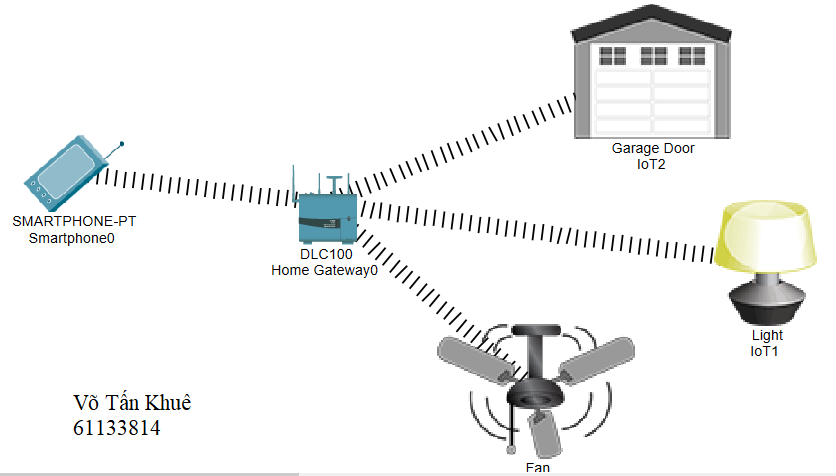 Garage Door
IoT2
SMARTPHONE-PT
Smartphone0
DLC100
Home Gateway0
Light
IoT1
Fan
Võ Tấn Khuê
61133814